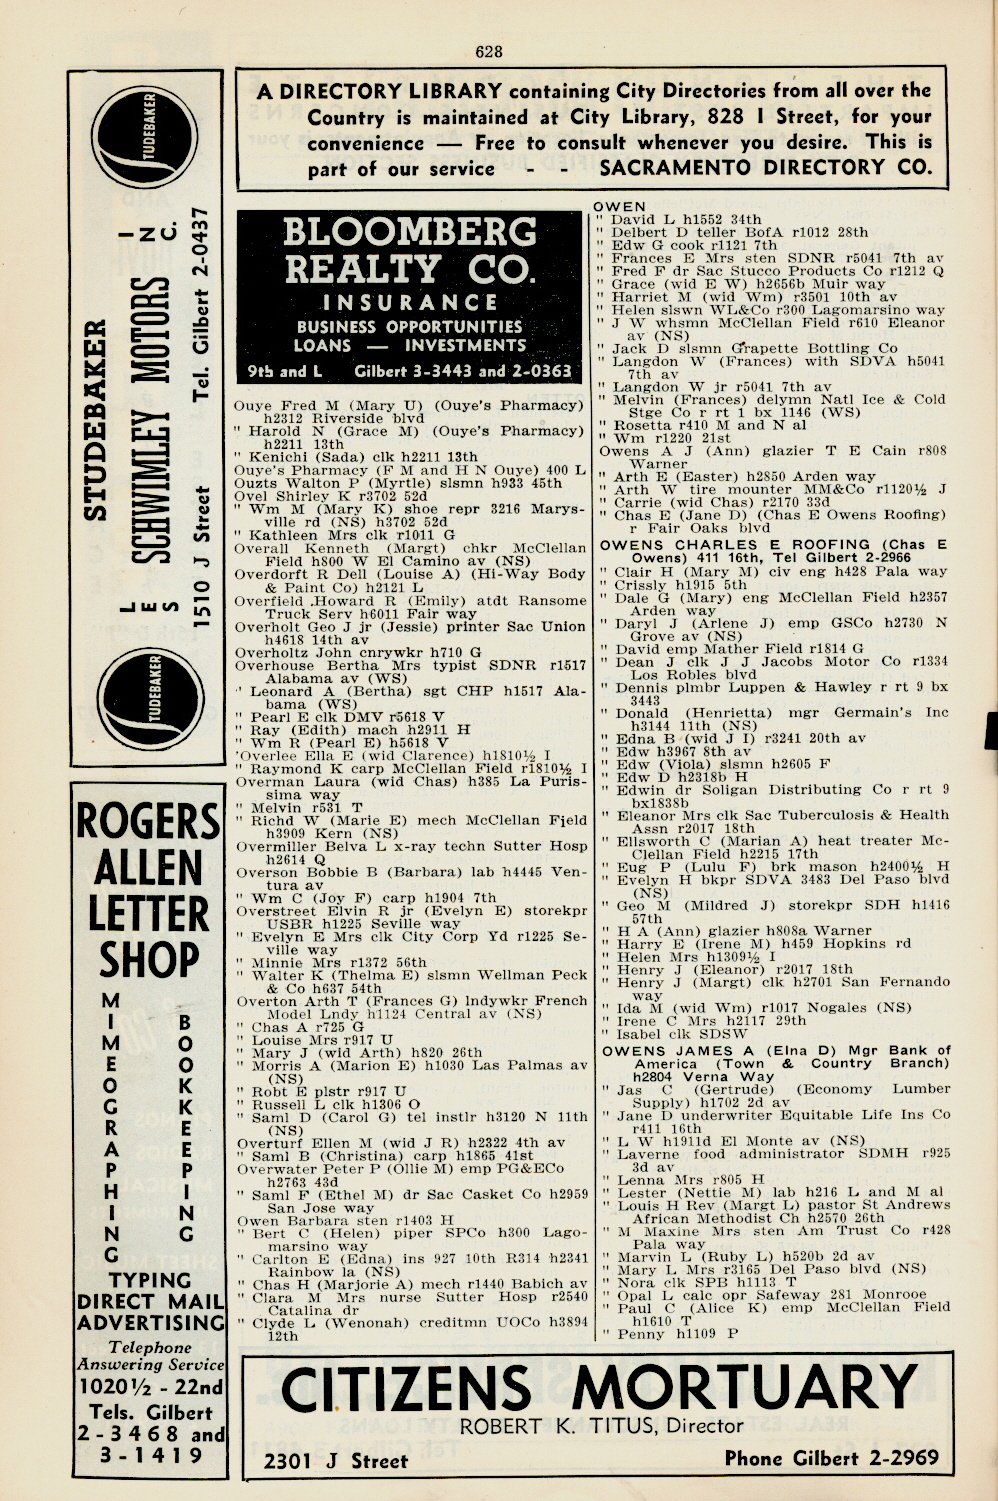 628
STUDEBAKER
STUDEBAKER
LES SCHWIMLEY MOTORS INC.
1510 J Street Tel. Gilbert 2-0437
STUDEBAKER
A DIRECTORY LIBRARY containing City Directories from all over the
Country is maintained at City Library, 828 I Street, for your
convenience — Free to consult whenever you desire. This is
part of our service - - SACRAMENTO DIRECTORY CO.
ROGERS
ALLEN
LETTER
SHOP
MIMEOGRAPHING
BOOKKEEPING
TYPING
DIRECT MAIL
ADVERTISING
Telephone
Answering Service
1020½ - 22nd
Tels. Gilbert
2-3468 and
3-1419
BLOOMBERG
REALTY CO.
INSURANCE
BUSINESS OPPORTUNITIES
LOANS — INVESTMENTS
9th and L Gilbert 3-3443 and 2-0363
Ouye Fred M (Mary U) (Ouye's Pharmacy)
h2312 Riverside blvd
" Harold N (Grace M) (Ouye's Pharmacy)
h2211 13th
" Kenichi (Sada) clk h2211 13th
Ouye's Pharmacy (F M and H N Ouye) 400 L
Ouzts Walton P (Myrtle) slsmn h933 45th
Ovel Shirley K r3702 52d
" Wm M (Mary K) shoe repr 3216 Marys-
ville rd (NS) h3702 52d
" Kathleen Mrs clk r1011 G
Overall Kenneth (Margt) chkr McClellan
Field h800 W El Camino av (NS)
Overdorft R Dell (Louise A) (Hi-Way Body
& Paint Co) h2121 L
Overfield Howard R (Emily) atdt Ransome
Truck Serv h6011 Fair way
Overholt Geo J jr (Jessie) printer Sac Union
h4618 14th av
Overholtz John cnrywkr h710 G
Overhouse Bertha Mrs typist SDNR r1517
Alabama av (WS)
" Leonard A (Bertha) sgt CHP h1517 Ala-
bama (WS)
" Pearl E clk DMV r5618 V
" Ray (Edith) mach h2911 H
" Wm R (Pearl E) h5618 V
'Overlee Ella E (wid Clarence) h1810½ I
" Raymond K carp McClellan Field r1810½ I
Overman Laura (wid Chas) h385 La Puris-
sima way
" Melvin r531 T
" Richd W (Marie E) mech McClellan Field
h3909 Kern (NS)
Overmiller Belva L x-ray techn Sutter Hosp
h2614 Q
Overson Bobbie B (Barbara) lab h4445 Ven-
tura av
" Wm C (Joy F) carp h1904 7th
Overstreet Elvin R jr (Evelyn E) storekpr
USBR h1225 Seville way
" Evelyn E Mrs clk City Corp Yd r1225 Se-
ville way
" Minnie Mrs r1372 56th
" Walter K (Thelma E) slsmn Wellman Peck
& Co h637 54th
Overton Arth T (Frances G) lndywkr French
Model Lndy h1124 Central av (NS)
" Chas A r725 G
" Louise Mrs r917 U
" Mary J (wid Arth) h820 26th
" Morris A (Marion E) h1030 Las Palmas av
(NS)
" Robt E plstr r917 U
" Russell L clk h1306 O
" Saml D (Carol G) tel instlr h3120 N 11th
(NS)
Overturf Ellen M (wid J R) h2322 4th av
" Saml B (Christina) carp h1865 41st
Overwater Peter P (Ollie M) emp PG&ECo
h2763 43d
" Saml F (Ethel M) dr Sac Casket Co h2959
San Jose way
Owen Barbara sten r1403 H
" Bert C (Helen) piper SPCo h300 Lago-
marsino way
" Carlton E (Edna) ins 927 10th R314 h2341
Rainbow la (NS)
" Chas H (Marjorie A) mech r1440 Babich av
" Clara M Mrs nurse Sutter Hosp r2540
Catalina dr
" Clyde L (Wenonah) creditmn UOCo h3894
12th
OWEN
" David L h1552 34th
" Delbert D teller BofA r1012 28th
" Edw G cook r1121 7th
" Frances E Mrs sten SDNR r5041 7th av
" Fred F dr Sac Stucco Products Co r1212 Q
" Grace (wid E W) h2656b Muir way
" Harriet M (wid Wm) r3501 10th av
" Helen slswn WL&Co r300 Lagomarsino way
" J W whsmn McClellan Field r610 Eleanor
av (NS)
" Jack D slsmn Grapette Bottling Co
" Langdon W (Frances) with SDVA h5041
7th av
" Langdon W jr r5041 7th av
" Melvin (Frances) delymn Natl Ice & Cold
Stge Co r rt 1 bx 1146 (WS)
" Rosetta r410 M and N al
" Wm r1220 21st
Owens A J (Ann) glazier T E Cain r808
Warner
" Arth E (Easter) h2850 Arden way
" Arth W tire mounter MM&Co r1120½ J
" Carrie (wid Chas) r2170 33d
" Chas E (Jane D) (Chas E Owens Roofing)
r Fair Oaks blvd
OWENS CHARLES E ROOFING (Chas E
Owens) 411 16th, Tel Gilbert 2-2966
" Clair H (Mary M) civ eng h428 Pala way
" Crissly h1915 5th
" Dale G (Mary) eng McClellan Field h2357
Arden way
" Daryl J (Arlene J) emp GSCo h2730 N
Grove av (NS)
" David emp Mather Field r1814 G
" Dean J clk J J Jacobs Motor Co r1334
Los Robles blvd
" Dennis plmbr Luppen & Hawley r rt 9 bx
3443
" Donald (Henrietta) mgr Germain's Inc
h3144 11th (NS)
" Edna B (wid J I) r3241 20th av
" Edw h3967 8th av
" Edw (Viola) slsmn h2605 F
" Edw D h2318b H
" Edwin dr Soligan Distributing Co r rt 9
bx1838b
" Eleanor Mrs clk Sac Tuberculosis & Health
Assn r2017 18th
" Ellsworth C (Marian A) heat treater Mc-
Clellan Field h2215 17th
" Eug P (Lulu F) brk mason h2400½ H
" Evelyn H bkpr SDVA 3483 Del Paso blvd
(NS)
" Geo M (Mildred J) storekpr SDH h1416
57th
" H A (Ann) glazier h808a Warner
" Harry E (Irene M) h459 Hopkins rd
" Helen Mrs h1309½ I
" Henry J (Eleanor) r2017 18th
" Henry J (Margt) clk h2701 San Fernando
way
" Ida M (wid Wm) r1017 Nogales (NS)
" Irene C Mrs h2117 29th
" Isabel clk SDSW
OWENS JAMES A (Elna D) Mgr Bank of
America (Town & Country Branch)
h2804 Verna Way
" Jas C (Gertrude) (Economy Lumber
Supply) h1702 2d av
" Jane D underwriter Equitable Life Ins Co
r411 16th
" L W h1911d El Monte av (NS)
" Laverne food administrator SDMH r925
3d av
" Lenna Mrs r805 H
" Lester (Nettie M) lab h216 L and M al
" Louis H Rev (Margt L) pastor St Andrews
African Methodist Ch h2570 26th
" M Maxine Mrs sten Am Trust Co r428
Pala way
" Marvin L (Ruby L) h520b 2d av
" Mary L Mrs r3165 Del Paso blvd (NS)
" Nora clk SPB h1113 T
" Opal L calc opr Safeway 281 Monrooe
" Paul C (Alice K) emp McClellan Field
h1610 T
" Penny h1109 P
CITIZENS MORTUARY
ROBERT K. TITUS, Director
2301 J Street Phone Gilbert 2-2969